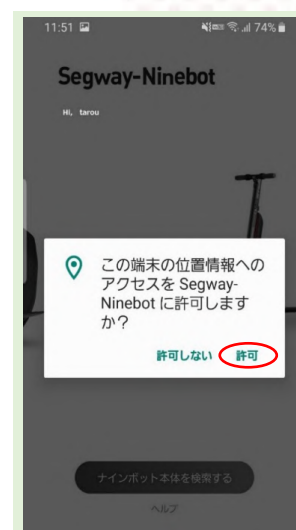 11:51 74%
Segway-Ninebot
Hi, tarou
この端末の位置情報への
アクセスを Segway-
Ninebot に許可します
か？
許可しない 許可
ナインボット本体を検索する
ヘルプ